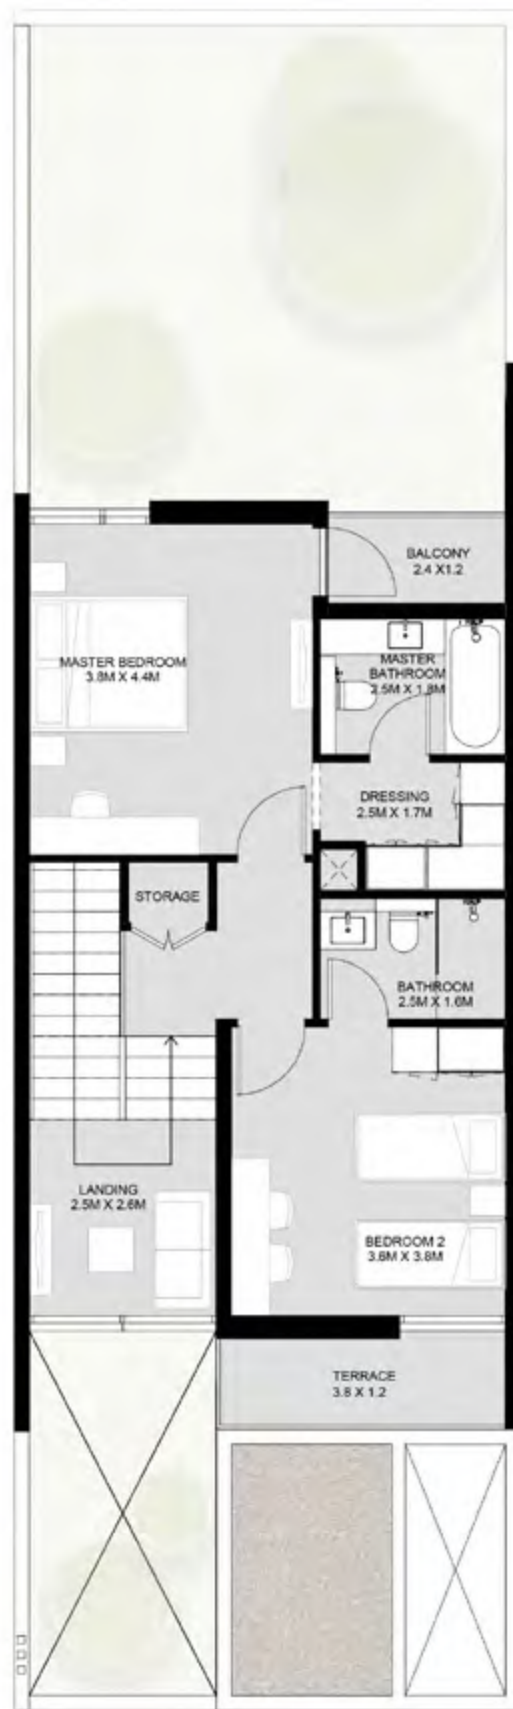 BALCONY
2.4 X1.2
MASTER BEDROOM
3.8M X 4.4M
MASTER
BATHROOM
2.5M X 1.8M
DRESSING
2.5M X 1.7M
STORAGE
BATHROOM
2.5M X 1.6M
LANDING
2.5M X 2.6M
BEDROOM 2
3.6M X 3.8M
TERRACE
3.8 X 1.2